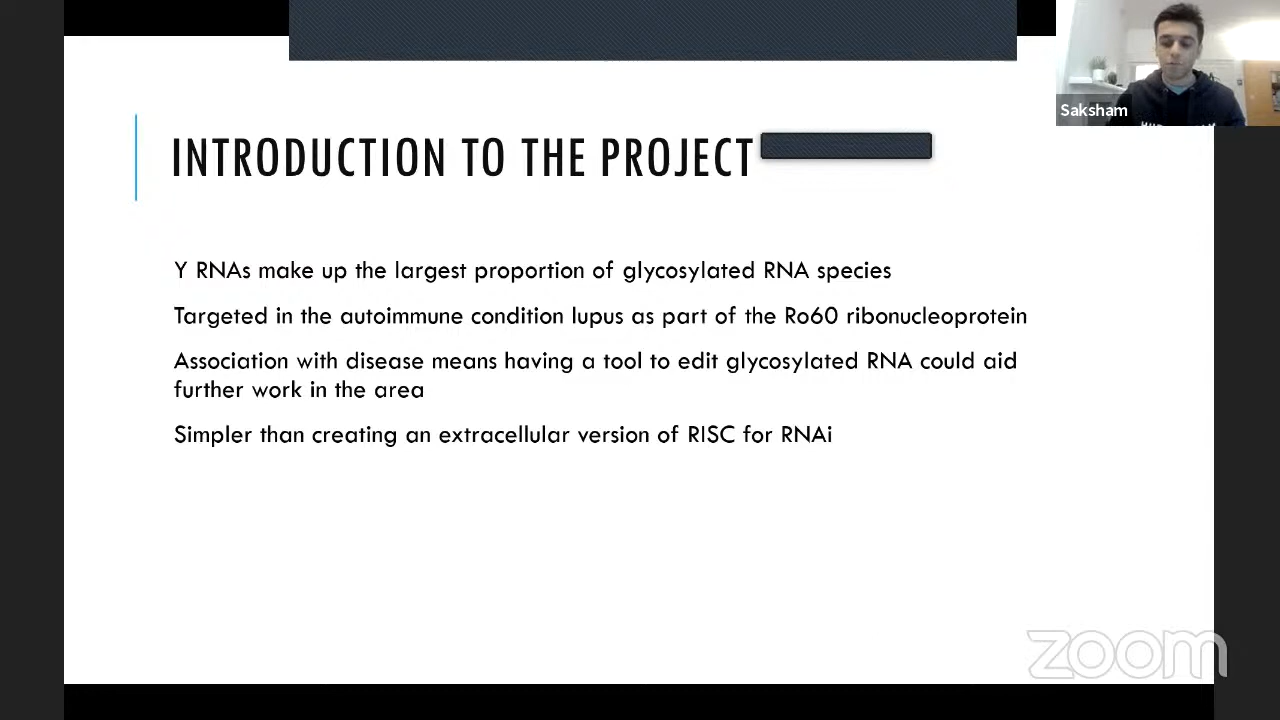 Saksham
INTRODUCTION TO THE PROJECT
Y RNAs make up the largest proportion of glycosylated RNA species
Targeted in the autoimmune condition lupus as part of the Ro60 ribonucleoprotein
Association with disease means having a tool to edit glycosylated RNA could aid
further work in the area
Simpler than creating an extracellular version of RISC for RNAi
zoom